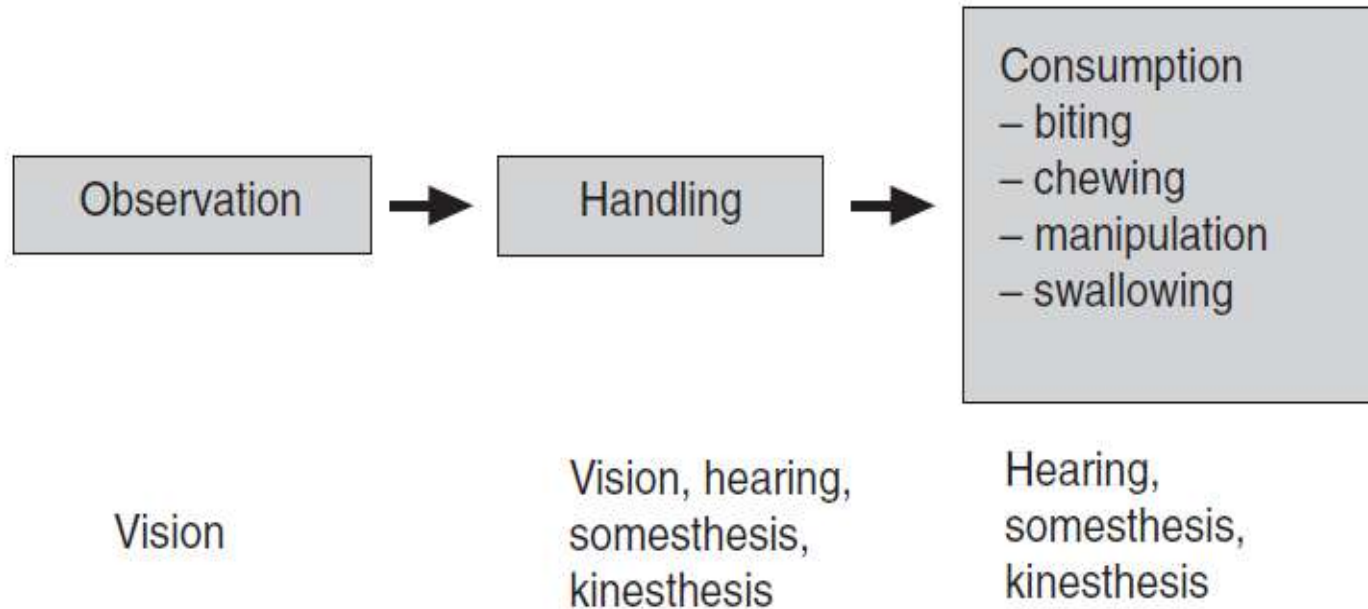 Observation
Handling
Consumption
– biting
– chewing
– manipulation
– swallowing
Vision
Vision, hearing,
somesthesis,
kinesthesis
Hearing,
somesthesis,
kinesthesis